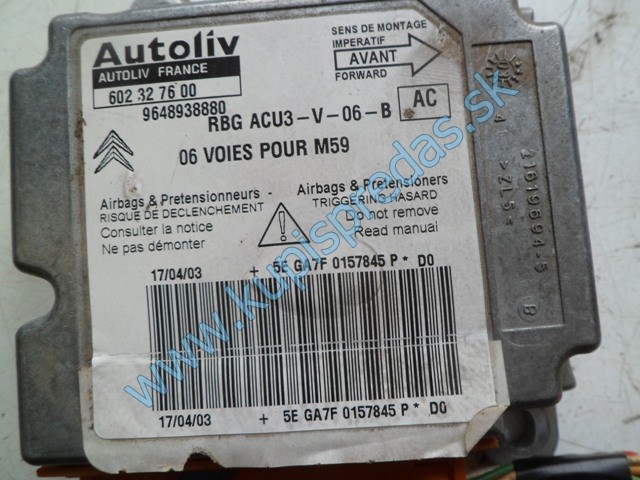 Autoliv
AUTOLIV FRANCE
602 32 76 00
9648938880
SENS DE MONTAGE
IMPERATIF
AVANT
FORWARD
RBG ACU3-V-06-B
AC
06 VOIES POUR M59
Airbags & Pretensionneurs -
RISQUE DE DECLENCHEMENT
Consulter la notice
Ne pas démonter
Airbags & Pretensioners
TRIGGERING HASARD
Do not remove
Read manual
17/04/03 + 5E GA7F 0157845 P * D0
17/04/03 + 5E GA7F 0157845 P * D0
www.kupispredas.sk